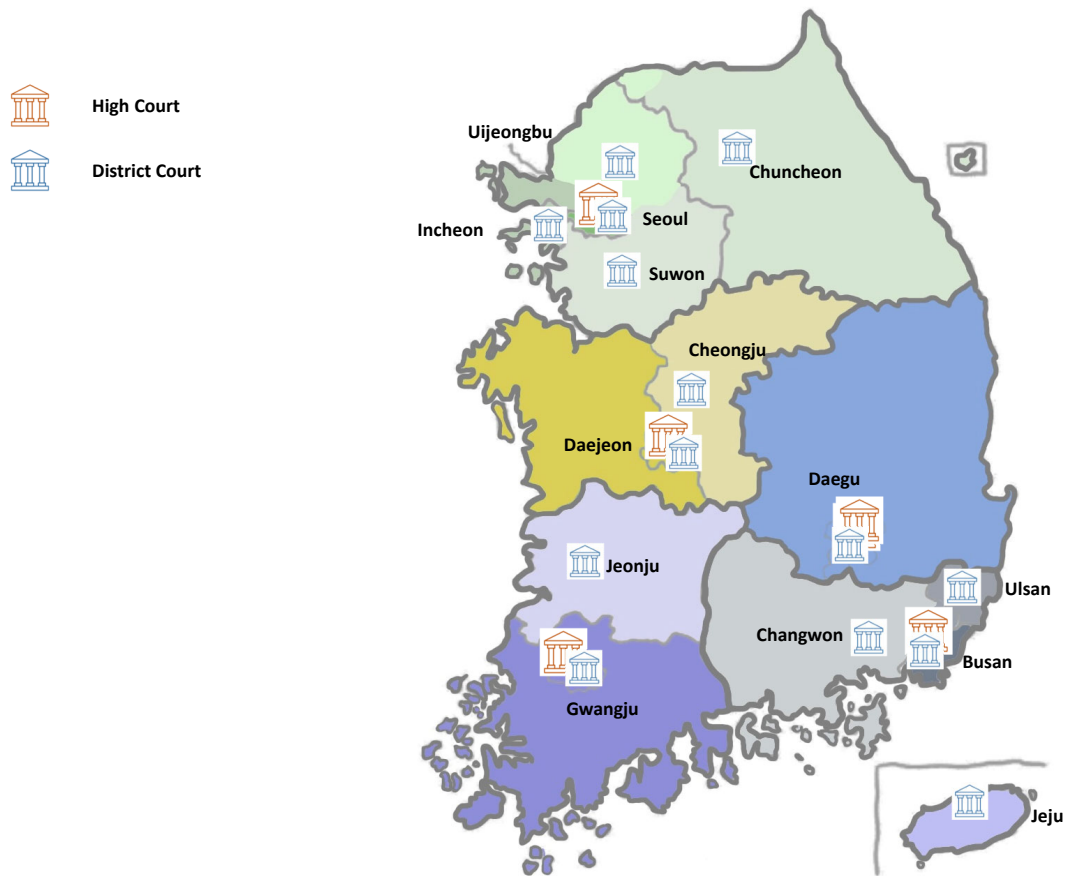 High Court
District Court
Uijeongbu
Chuncheon
Seoul
Incheon
Suwon
Cheongju
Daejeon
Daegu
Jeonju
Ulsan
Changwon
Busan
Gwangju
Jeju